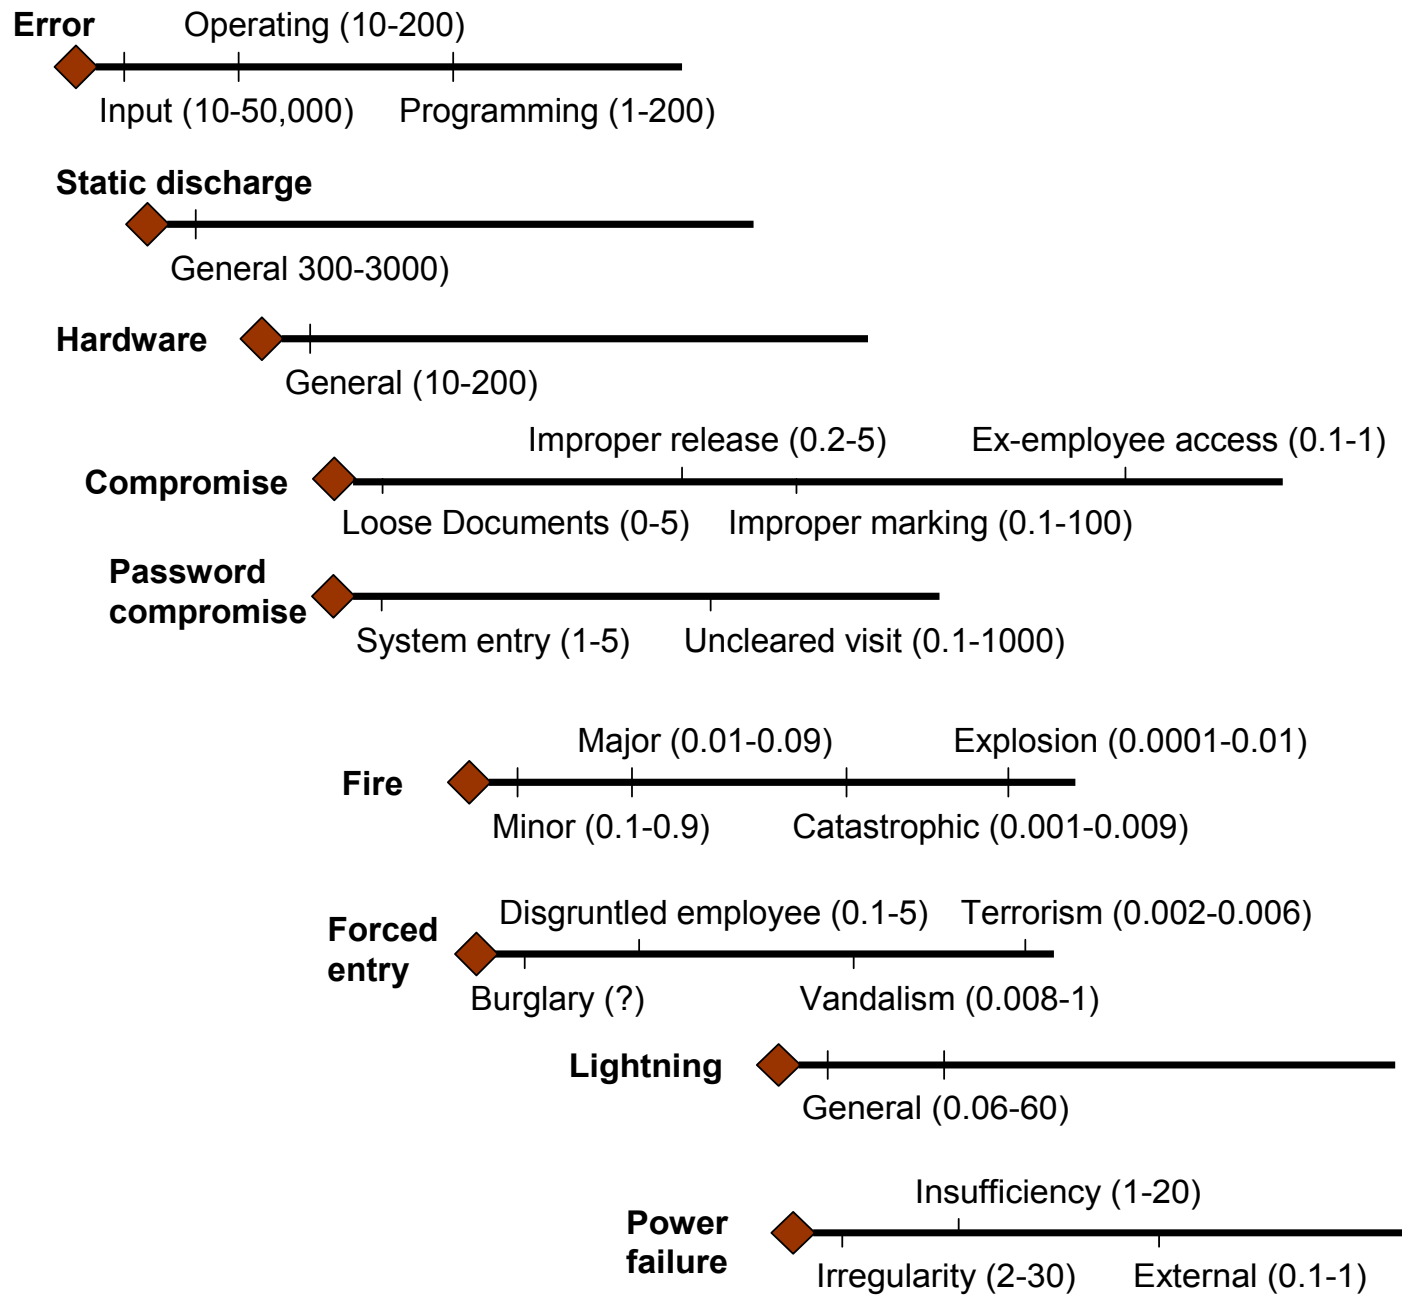 Error
Operating (10-200)
Input (10-50,000)
Programming (1-200)
Static discharge
General 300-3000)
Hardware
General (10-200)
Improper release (0.2-5)
Ex-employee access (0.1-1)
Compromise
Loose Documents (0-5)
Improper marking (0.1-100)
Password
compromise
System entry (1-5)
Uncleared visit (0.1-1000)
Major (0.01-0.09)
Explosion (0.0001-0.01)
Fire
Minor (0.1-0.9)
Catastrophic (0.001-0.009)
Disgruntled employee (0.1-5)
Terrorism (0.002-0.006)
Forced
entry
Burglary (?)
Vandalism (0.008-1)
Lightning
General (0.06-60)
Insufficiency (1-20)
Power
failure
Irregularity (2-30)
External (0.1-1)